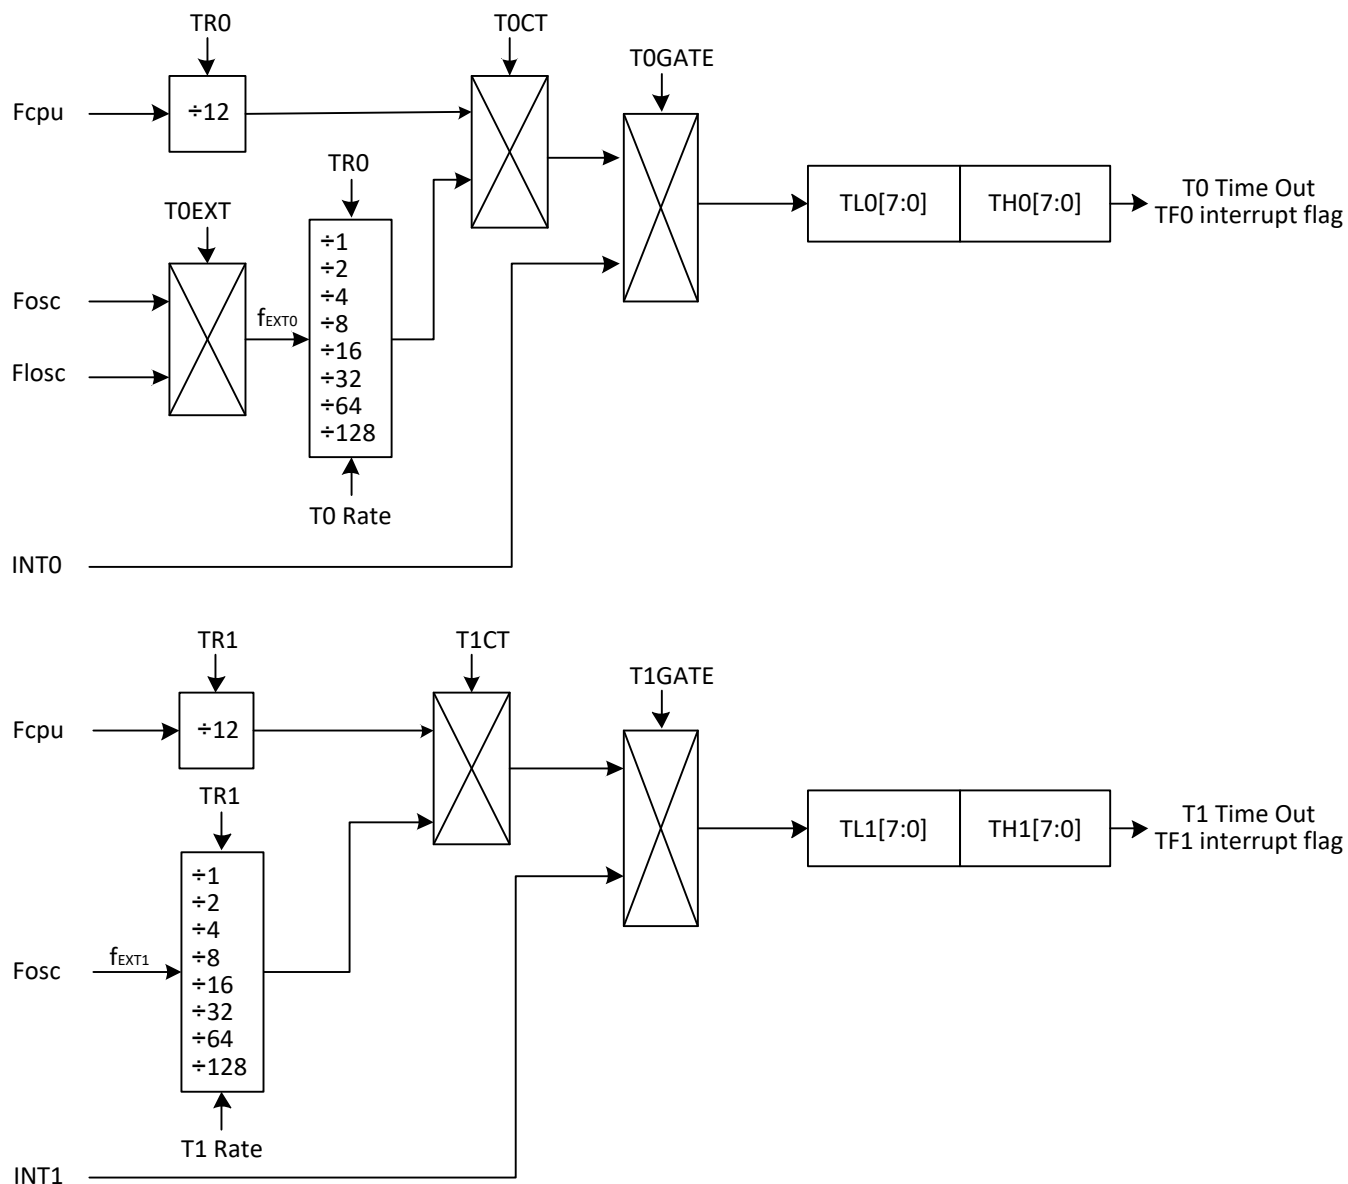 TR0
T0CT
T0GATE
Fcpu
÷12
TR0
T0EXT
TL0[7:0]
TH0[7:0]
T0 Time Out
TF0 interrupt flag
Fosc
fEXT0
Flosc
÷1
÷2
÷4
÷8
÷16
÷32
÷64
÷128
T0 Rate
INT0
TR1
T1CT
T1GATE
Fcpu
÷12
TR1
TL1[7:0]
TH1[7:0]
T1 Time Out
TF1 interrupt flag
Fosc
fEXT1
÷1
÷2
÷4
÷8
÷16
÷32
÷64
÷128
T1 Rate
INT1